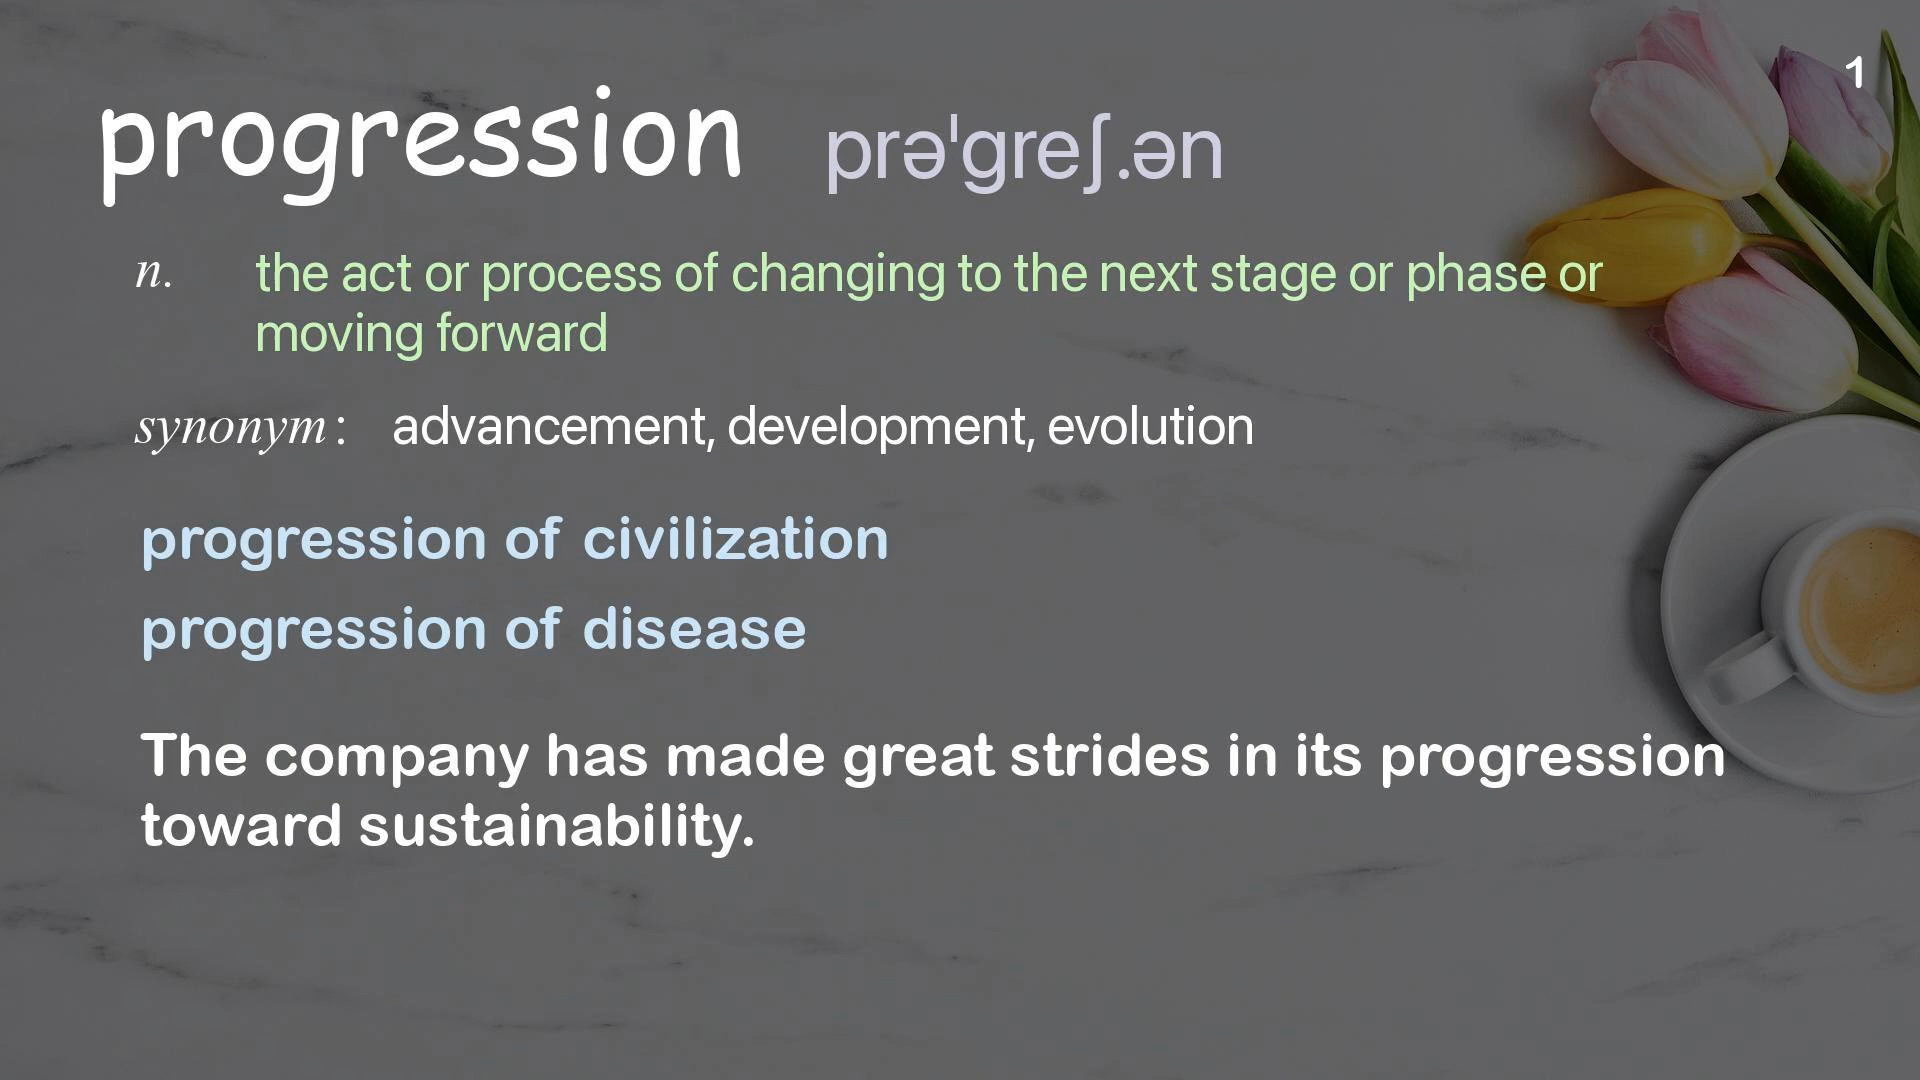 1
progression prəˈgreʃ.ən
n. the act or process of changing to the next stage or phase or
moving forward
synonym: advancement, development, evolution
progression of civilization
progression of disease
The company has made great strides in its progression
toward sustainability.